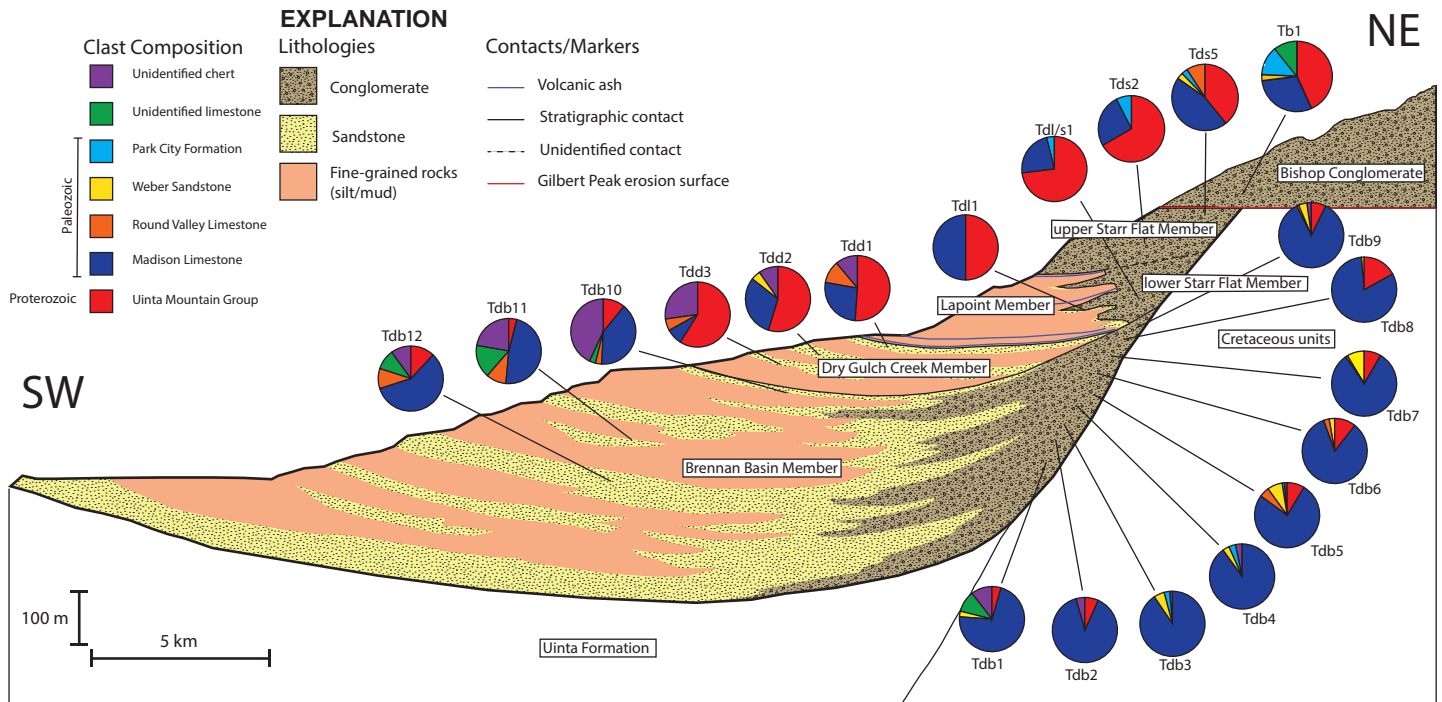 EXPLANATION
Clast Composition
Unidentified chert
Unidentified limestone
Park City Formation
Weber Sandstone
Round Valley Limestone
Madison Limestone
Uinta Mountain Group
Paleozoic
Proterozoic
Lithologies
Conglomerate
Sandstone
Fine-grained rocks
(silt/mud)
Contacts/Markers
Volcanic ash
Stratigraphic contact
Unidentified contact
Gilbert Peak erosion surface
NE
SW
Tb1
Tds5
Tds2
Tdl/s1
Tdl1
Tdd1
Tdd2
Tdd3
Tdb10
Tdb11
Tdb12
Bishop Conglomerate
upper Starr Flat Member
lower Starr Flat Member
Lapoint Member
Cretaceous units
Dry Gulch Creek Member
Brennan Basin Member
Uinta Formation
Tdb9
Tdb8
Tdb7
Tdb6
Tdb5
Tdb4
Tdb3
Tdb2
Tdb1
100 m
5 km